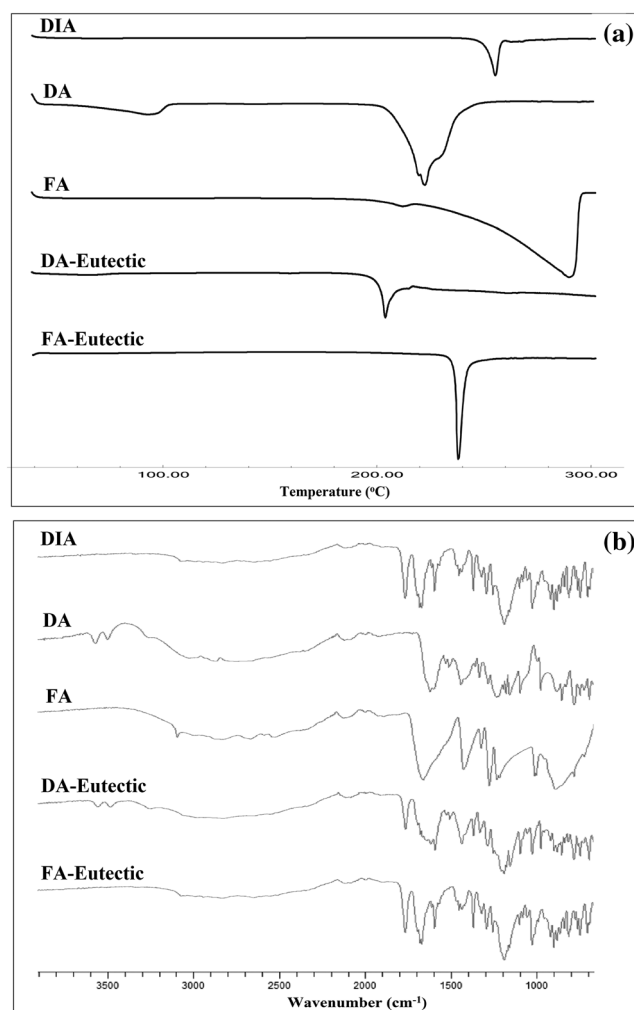 DIA
(a)
DA
FA
DA-Eutectic
FA-Eutectic
100.00 200.00 300.00
Temperature (°C)
DIA
(b)
DA
FA
DA-Eutectic
FA-Eutectic
3500 3000 2500 2000 1500 1000
Wavenumber (cm⁻¹)